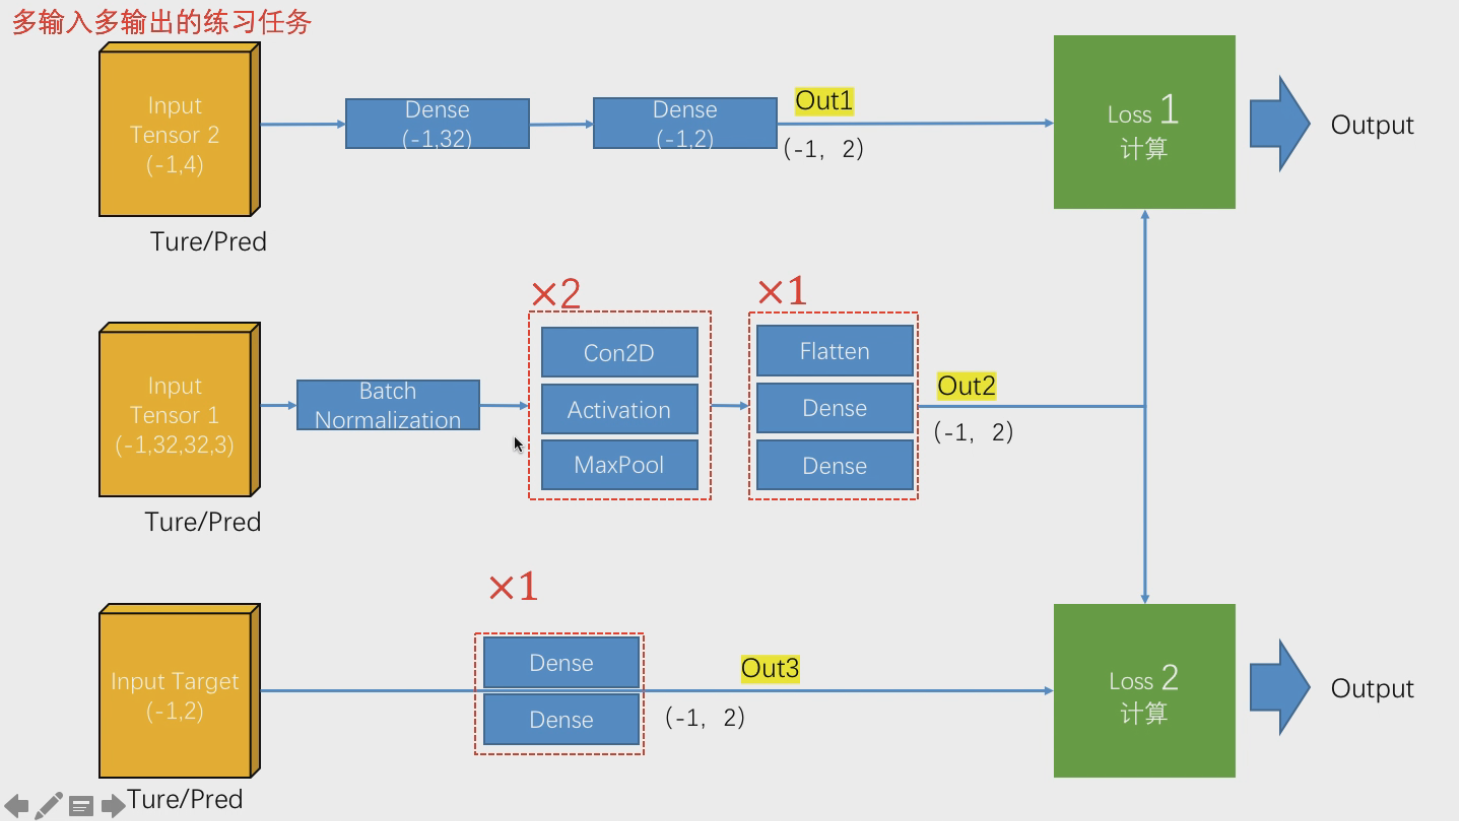 多输入多输出的练习任务
Input
Tensor 2
(-1,4)
Ture/Pred
Dense
(-1,32)
Dense
(-1,2)
Out1
(-1, 2)
Loss 1
计算
Output
Input
Tensor 1
(-1,32,32,3)
Ture/Pred
Batch
Normalization
×2
Con2D
Activation
MaxPool
×1
Flatten
Dense
Dense
Out2
(-1, 2)
Input Target
(-1,2)
Ture/Pred
×1
Dense
Dense
Out3
(-1, 2)
Loss 2
计算
Output